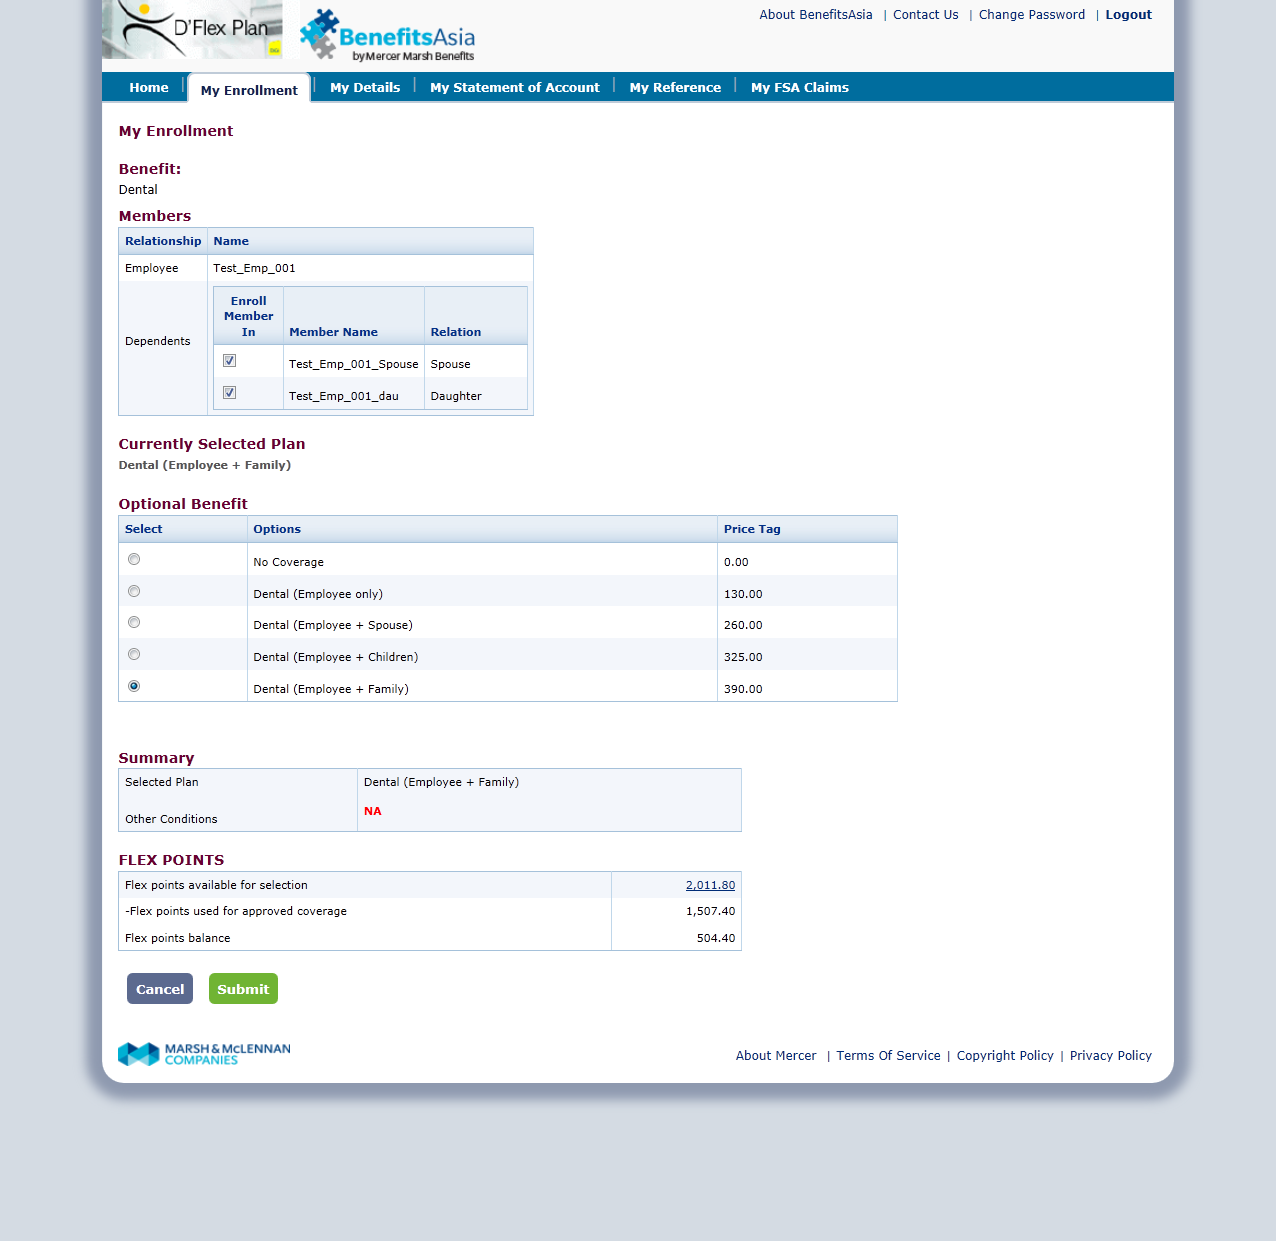 D'Flex Plan
BenefitsAsia
by Mercer Marsh Benefits
About BenefitsAsia | Contact Us | Change Password | Logout
Home | My Enrollment | My Details | My Statement of Account | My Reference | My FSA Claims
My Enrollment
Benefit:
Dental
Members
Relationship Name
Employee Test_Emp_001
Dependents
Enroll Member In Member Name Relation
Test_Emp_001_Spouse Spouse
Test_Emp_001_dau Daughter
Currently Selected Plan
Dental (Employee + Family)
Optional Benefit
Select Options Price Tag
No Coverage 0.00
Dental (Employee only) 130.00
Dental (Employee + Spouse) 260.00
Dental (Employee + Children) 325.00
Dental (Employee + Family) 390.00
Summary
Selected Plan Dental (Employee + Family)
Other Conditions NA
FLEX POINTS
Flex points available for selection 2,011.80
-Flex points used for approved coverage 1,507.40
Flex points balance 504.40
Cancel Submit
MARSH & McLENNAN
COMPANIES
About Mercer | Terms Of Service | Copyright Policy | Privacy Policy